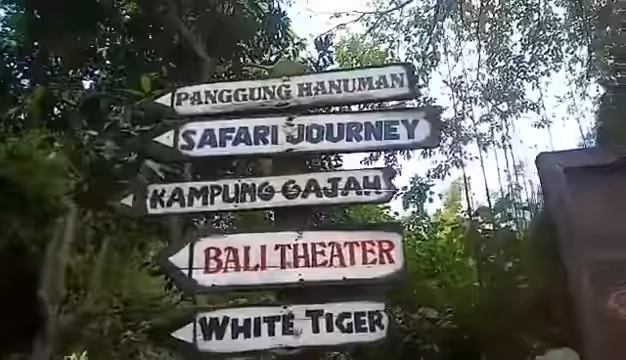 PANGGUNG HANUMAN
SAFARI JOURNEY
KAMPUNG GAJAH
BALI THEATER
WHITE TIGER